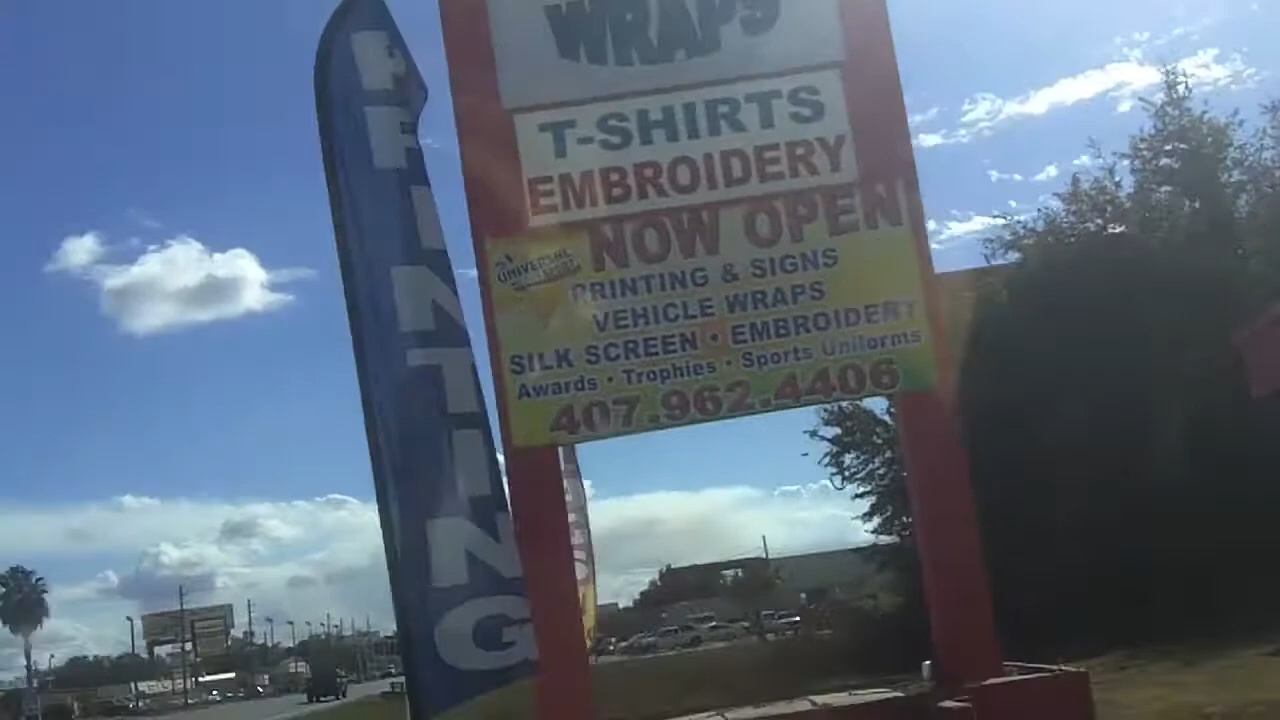 WRAPS
T-SHIRTS
EMBROIDERY
NOW OPEN
UNIVERSAL
PRINTING & SIGNS
VEHICLE WRAPS
SILK SCREEN • EMBROIDERY
Awards • Trophies • Sports Uniforms
407.962.4406
PRINTING